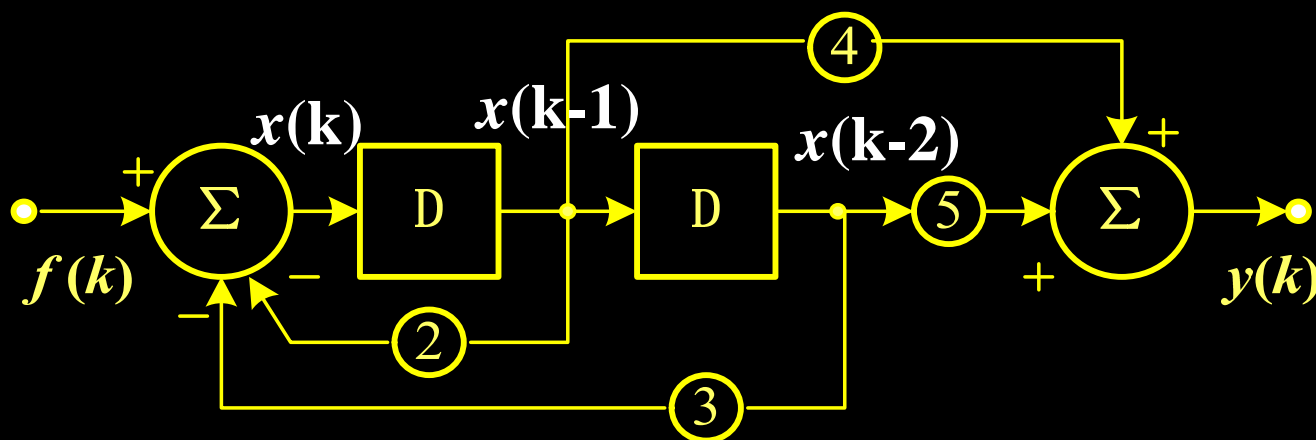 4
x(k)
x(k-1)
x(k-2)
+
+
Σ
D
D
5
Σ
f(k)
−
−
+
y(k)
2
3